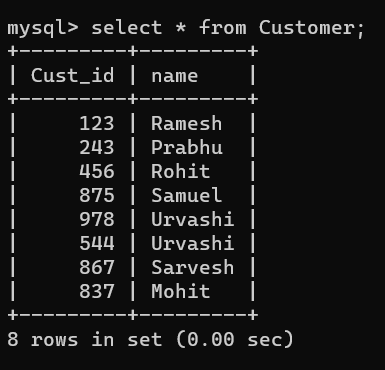 mysql> select * from Customer;
+---------+---------+
| Cust_id | name    |
+---------+---------+
|     123 | Ramesh  |
|     243 | Prabhu  |
|     456 | Rohit   |
|     875 | Samuel  |
|     978 | Urvashi |
|     544 | Urvashi |
|     867 | Sarvesh |
|     837 | Mohit   |
+---------+---------+
8 rows in set (0.00 sec)